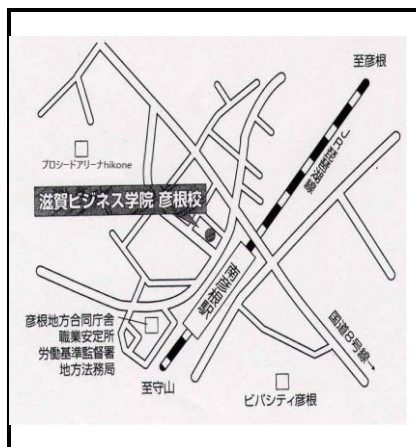 至彦根
JR琵琶湖線
プロシードアリーナhikone
滋賀ビジネス学院 彦根校
南彦根駅
彦根地方合同庁舎
職業安定所
労働基準監督署
地方法務局
国道8号線→
至守山
ビバシティ彦根